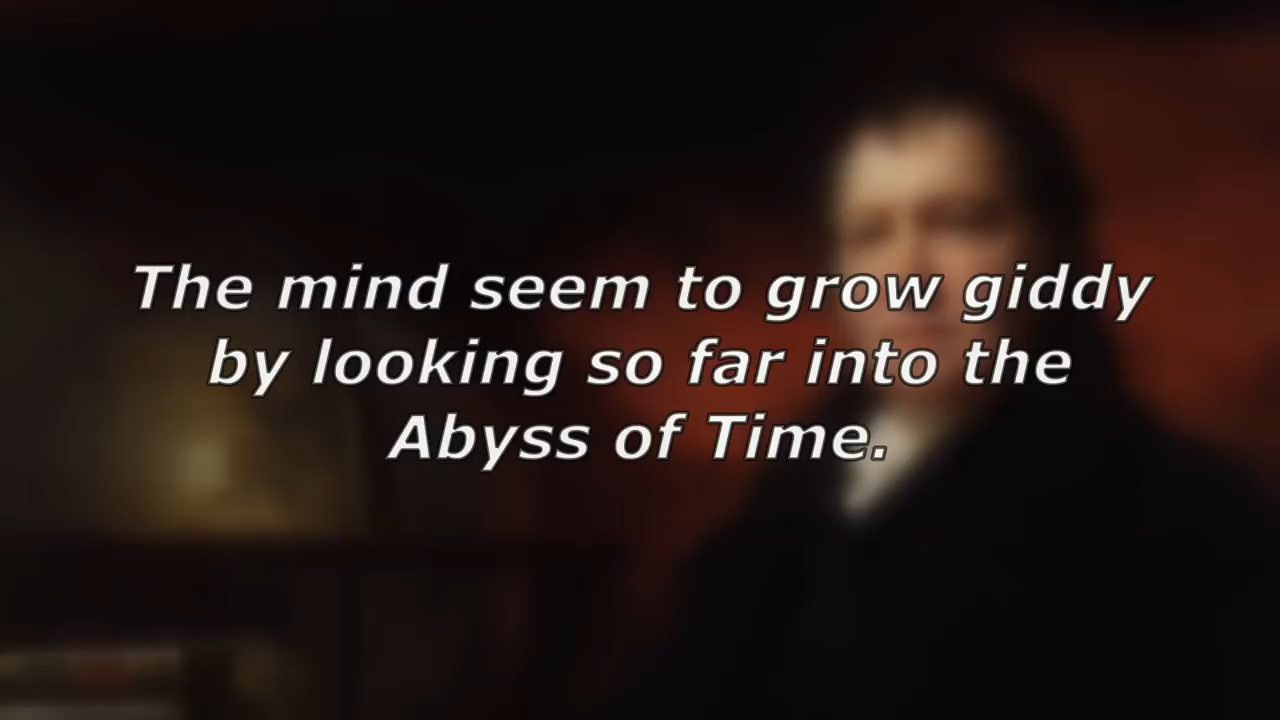 The mind seem to grow giddy
by looking so far into the
Abyss of Time.